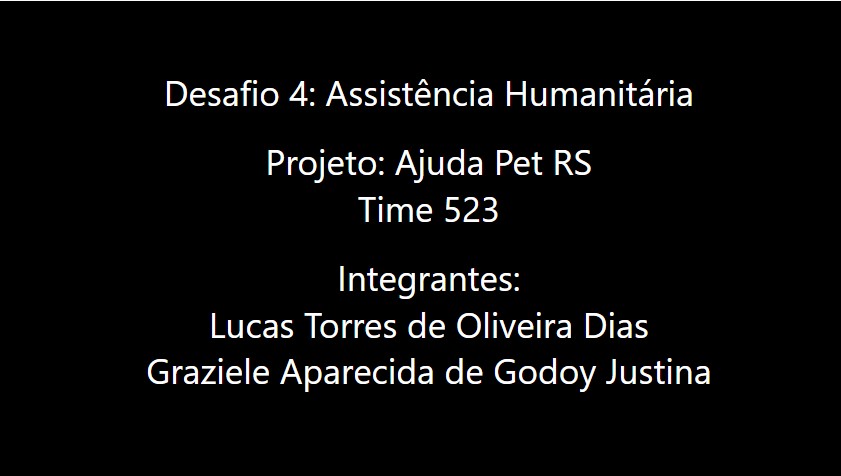 Desafio 4: Assistência Humanitária
Projeto: Ajuda Pet RS
Time 523
Integrantes:
Lucas Torres de Oliveira Dias
Graziele Aparecida de Godoy Justina